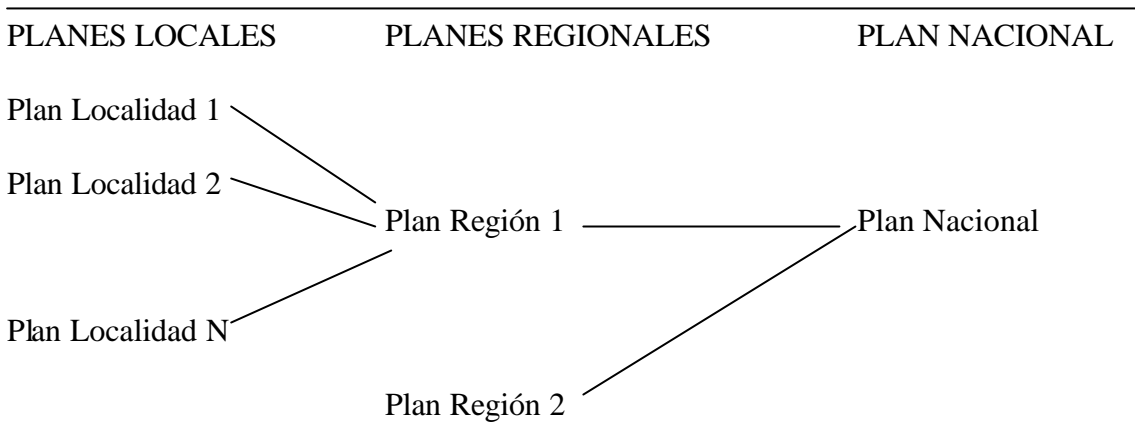 PLANES LOCALES PLANES REGIONALES PLAN NACIONAL
Plan Localidad 1
Plan Localidad 2
Plan Región 1 Plan Nacional
Plan Localidad N
Plan Región 2